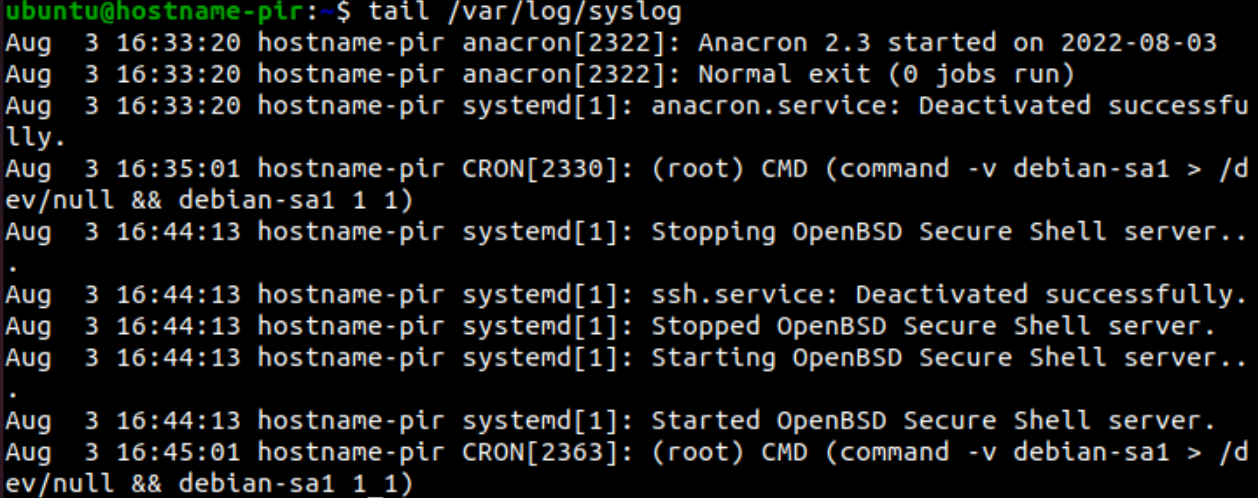 ubuntu@hostname-pir:~$ tail /var/log/syslog
Aug  3 16:33:20 hostname-pir anacron[2322]: Anacron 2.3 started on 2022-08-03
Aug  3 16:33:20 hostname-pir anacron[2322]: Normal exit (0 jobs run)
Aug  3 16:33:20 hostname-pir systemd[1]: anacron.service: Deactivated successfu
lly.
Aug  3 16:35:01 hostname-pir CRON[2330]: (root) CMD (command -v debian-sa1 > /d
ev/null && debian-sa1 1 1)
Aug  3 16:44:13 hostname-pir systemd[1]: Stopping OpenBSD Secure Shell server..
.
Aug  3 16:44:13 hostname-pir systemd[1]: ssh.service: Deactivated successfully.
Aug  3 16:44:13 hostname-pir systemd[1]: Stopped OpenBSD Secure Shell server.
Aug  3 16:44:13 hostname-pir systemd[1]: Starting OpenBSD Secure Shell server..
.
Aug  3 16:44:13 hostname-pir systemd[1]: Started OpenBSD Secure Shell server.
Aug  3 16:45:01 hostname-pir CRON[2363]: (root) CMD (command -v debian-sa1 > /d
ev/null && debian-sa1 1 1)